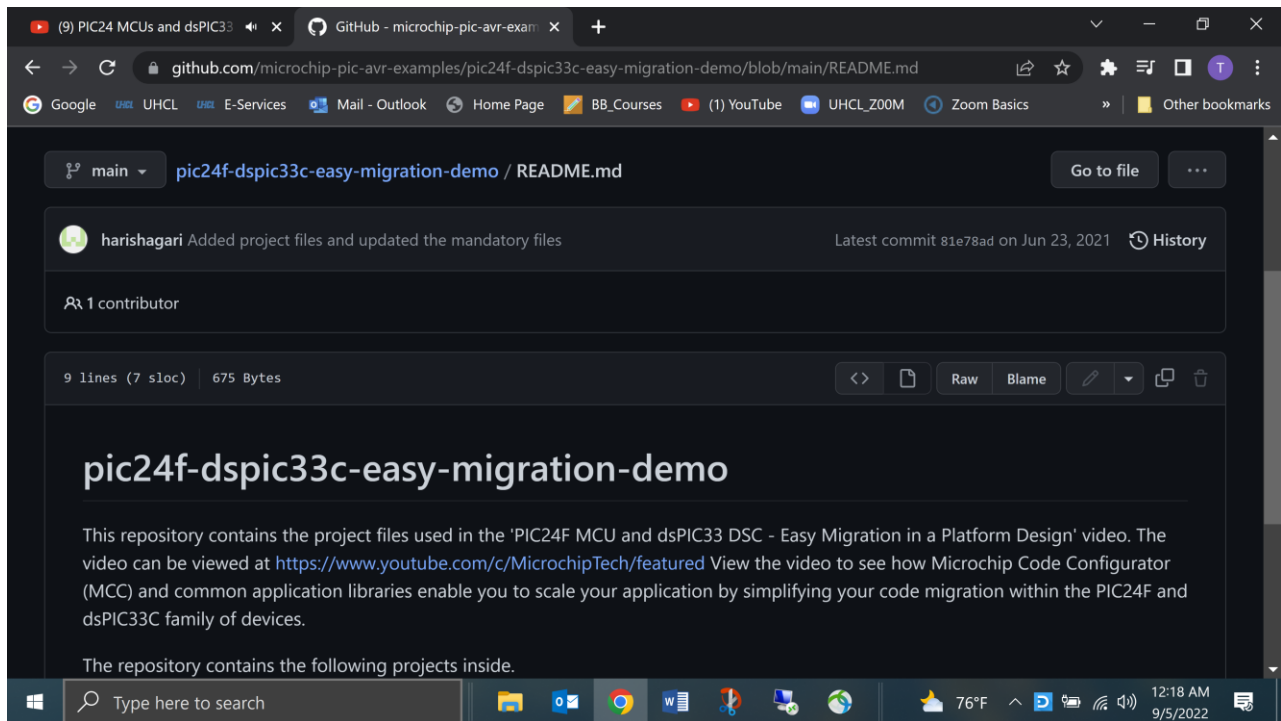 (9) PIC24 MCUs and dsPIC33
GitHub - microchip-pic-avr-exam
github.com/microchip-pic-avr-examples/pic24f-dspic33c-easy-migration-demo/blob/main/README.md
T
Google UHCL UHCL UHCL E-Services Mail - Outlook Home Page BB_Courses (1) YouTube UHCL_Z00M Zoom Basics » Other bookmarks
main pic24f-dspic33c-easy-migration-demo / README.md Go to file ...
harishagari Added project files and updated the mandatory files Latest commit 81e78ad on Jun 23, 2021 History
1 contributor
9 lines (7 sloc) 675 Bytes <> Raw Blame
pic24f-dspic33c-easy-migration-demo
This repository contains the project files used in the 'PIC24F MCU and dsPIC33 DSC - Easy Migration in a Platform Design' video. The
video can be viewed at https://www.youtube.com/c/MicrochipTech/featured View the video to see how Microchip Code Configurator
(MCC) and common application libraries enable you to scale your application by simplifying your code migration within the PIC24F and
dsPIC33C family of devices.
The repository contains the following projects inside.
Type here to search 76°F 12:18 AM
9/5/2022